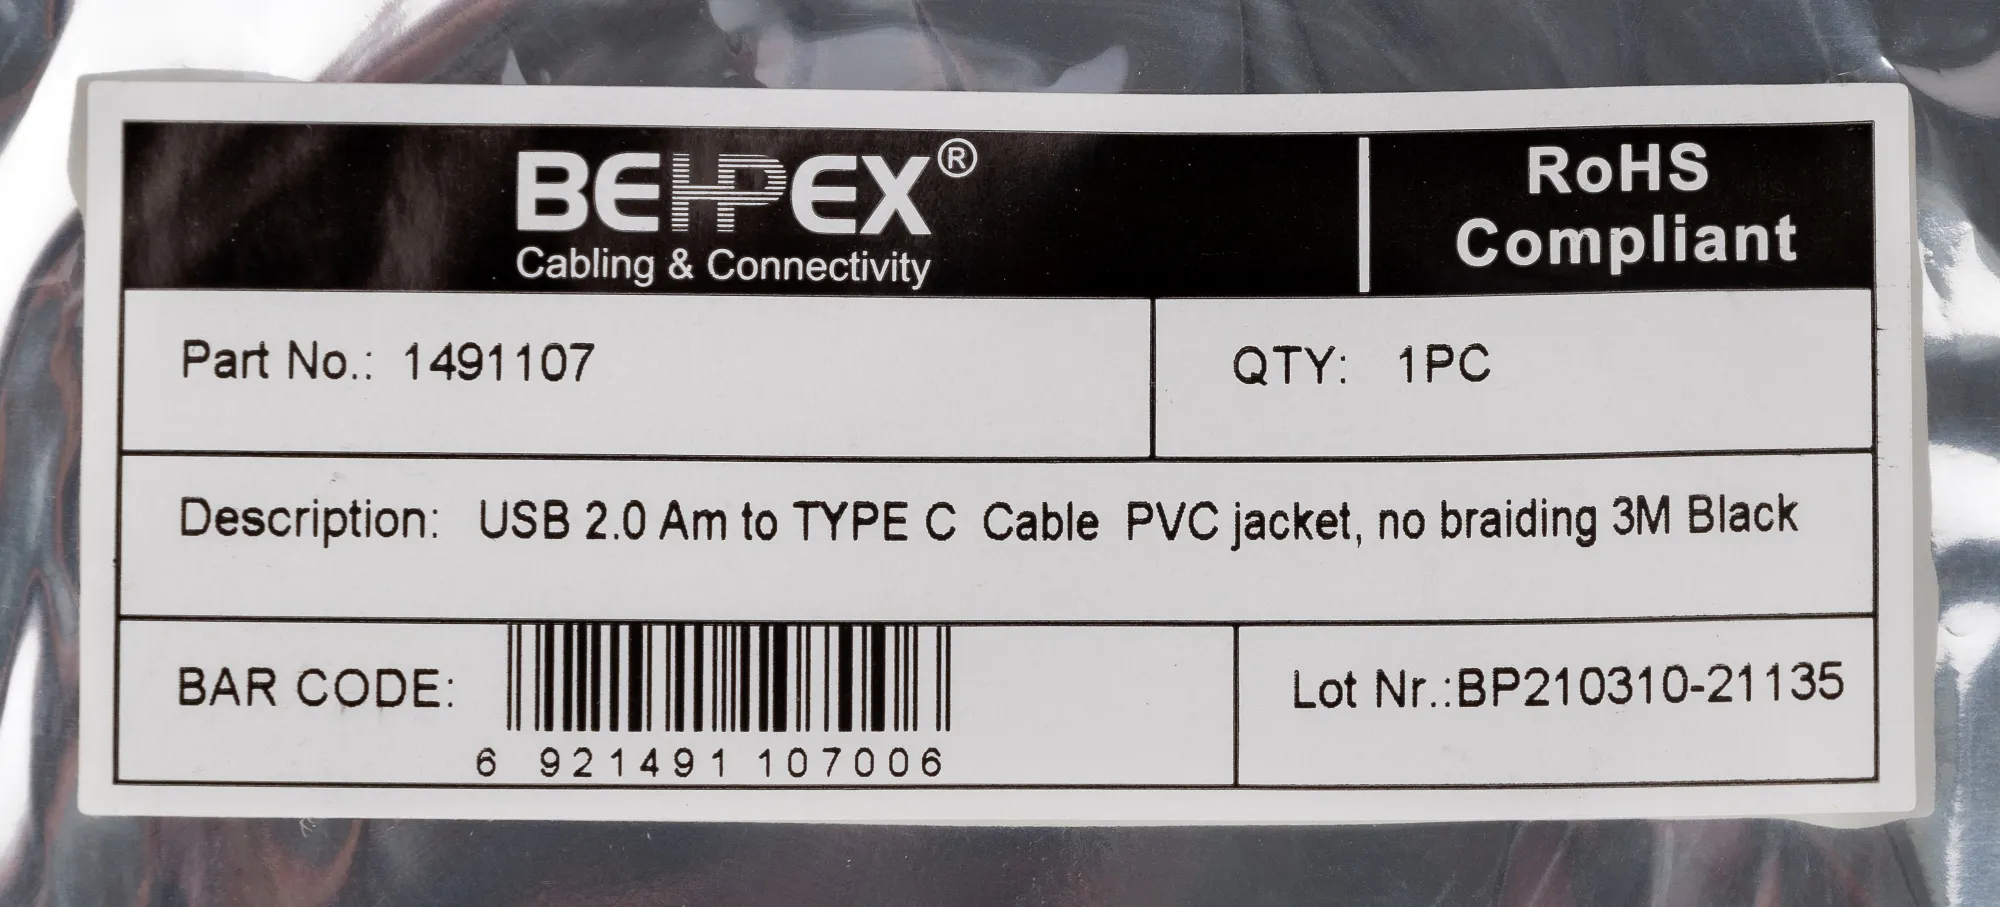 BEHPEX®
Cabling & Connectivity
RoHS
Compliant
Part No.: 1491107
QTY: 1PC
Description: USB 2.0 Am to TYPE C Cable PVC jacket, no braiding 3M Black
BAR CODE:
6 921491 107006
Lot Nr.:BP210310-21135